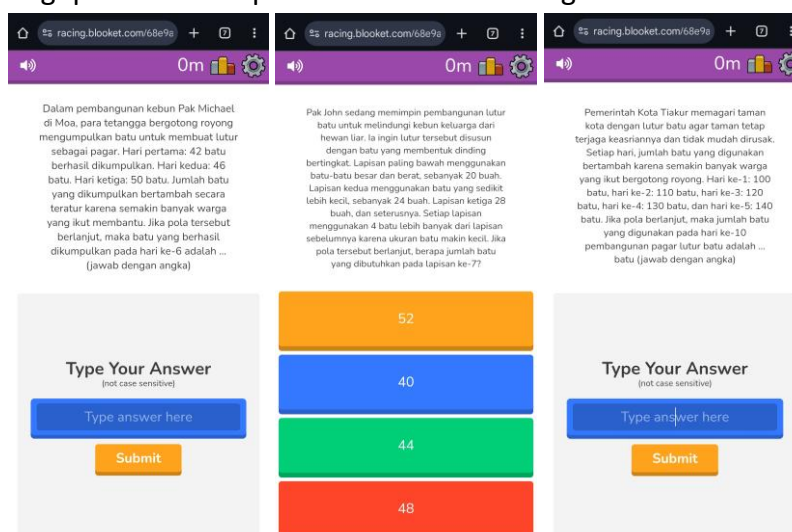 racing.blooket.com/68e9a
7
0m
Dalam pembangunan kebun Pak Michael
di Moa, para tetangga bergotong royong
mengumpulkan batu untuk membuat lutur
sebagai pagar. Hari pertama: 42 batu
berhasil dikumpulkan. Hari kedua: 46
batu. Hari ketiga: 50 batu. Jumlah batu
yang dikumpulkan bertambah secara
teratur karena semakin banyak warga
yang ikut membantu. Jika pola tersebut
berlanjut, maka batu yang berhasil
dikumpulkan pada hari ke-6 adalah ...
(jawab dengan angka)
Type Your Answer
(not case sensitive)
Type answer here
Submit
racing.blooket.com/68e9a
7
0m
Pak John sedang memimpin pembangunan lutur
batu untuk melindungi kebun keluarga dari
hewan liar. Ia ingin lutur tersebut disusun
dengan batu yang membentuk dinding
bertingkat. Lapisan paling bawah menggunakan
batu-batu besar dan berat, sebanyak 20 buah.
Lapisan kedua menggunakan batu yang sedikit
lebih kecil, sebanyak 24 buah. Lapisan ketiga 28
buah, dan seterusnya. Setiap lapisan
menggunakan 4 batu lebih banyak dari lapisan
sebelumnya karena ukuran batu makin kecil. Jika
pola tersebut berlanjut, berapa jumlah batu
yang dibutuhkan pada lapisan ke-7?
52
40
44
48
racing.blooket.com/68e9a
7
0m
Pemerintah Kota Tiakur memagari taman
kota dengan lutur batu agar taman tetap
terjaga keasriannya dan tidak mudah dirusak.
Setiap hari, jumlah batu yang digunakan
bertambah karena semakin banyak warga
yang ikut bergotong royong. Hari ke-1: 100
batu, hari ke-2: 110 batu, hari ke-3: 120
batu, hari ke-4: 130 batu, dan hari ke-5: 140
batu. Jika pola berlanjut, maka jumlah batu
yang digunakan pada hari ke-10
pembangunan pagar lutur batu adalah ...
batu (jawab dengan angka)
Type Your Answer
(not case sensitive)
Type answer here
Submit